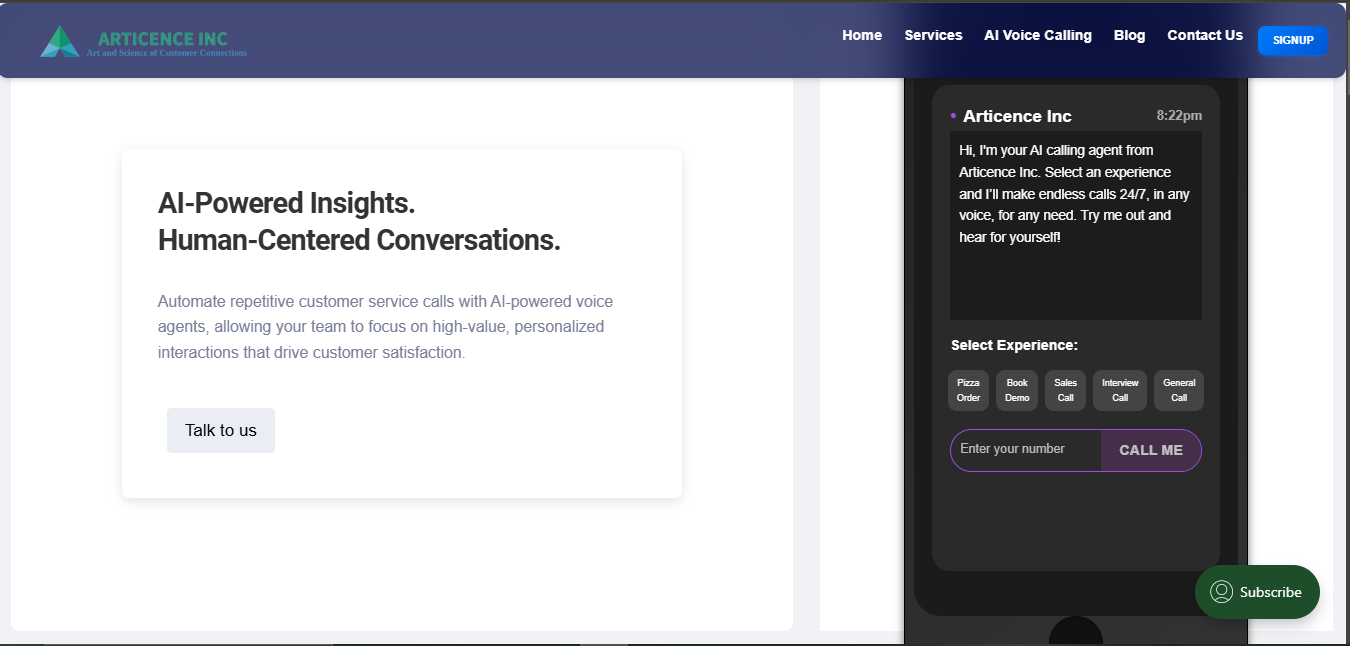 ARTICENCE INC
Art and Science of Customer Connections
Home
Services
AI Voice Calling
Blog
Contact Us
SIGNUP
AI-Powered Insights.
Human-Centered Conversations.
Automate repetitive customer service calls with AI-powered voice
agents, allowing your team to focus on high-value, personalized
interactions that drive customer satisfaction.
Talk to us
• Articence Inc
8:22pm
Hi, I'm your AI calling agent from
Articence Inc. Select an experience
and I’ll make endless calls 24/7, in any
voice, for any need. Try me out and
hear for yourself!
Select Experience:
Pizza
Order
Book
Demo
Sales
Call
Interview
Call
General
Call
Enter your number
CALL ME
Subscribe